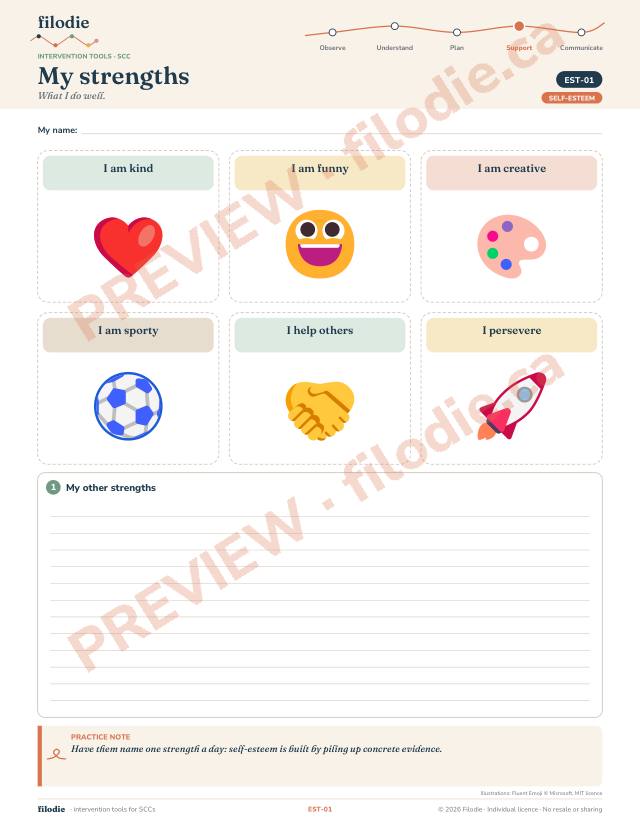 filodie
INTERVENTION TOOLS · SCC
My strengths
What I do well.
Observe
Understand
Plan
Support
Communicate
EST-01
SELF-ESTEEM
My name:
I am kind
I am funny
I am creative
I am sporty
I help others
I persevere
1 My other strengths
PRACTICE NOTE
Have them name one strength a day: self-esteem is built by piling up concrete evidence.
Illustrations: Fluent Emoji © Microsoft, MIT licence
filodie · intervention tools for SCCs
EST-01
© 2026 Filodie · Individual licence · No resale or sharing
PREVIEW · filodie.ca
PREVIEW · filodie.ca